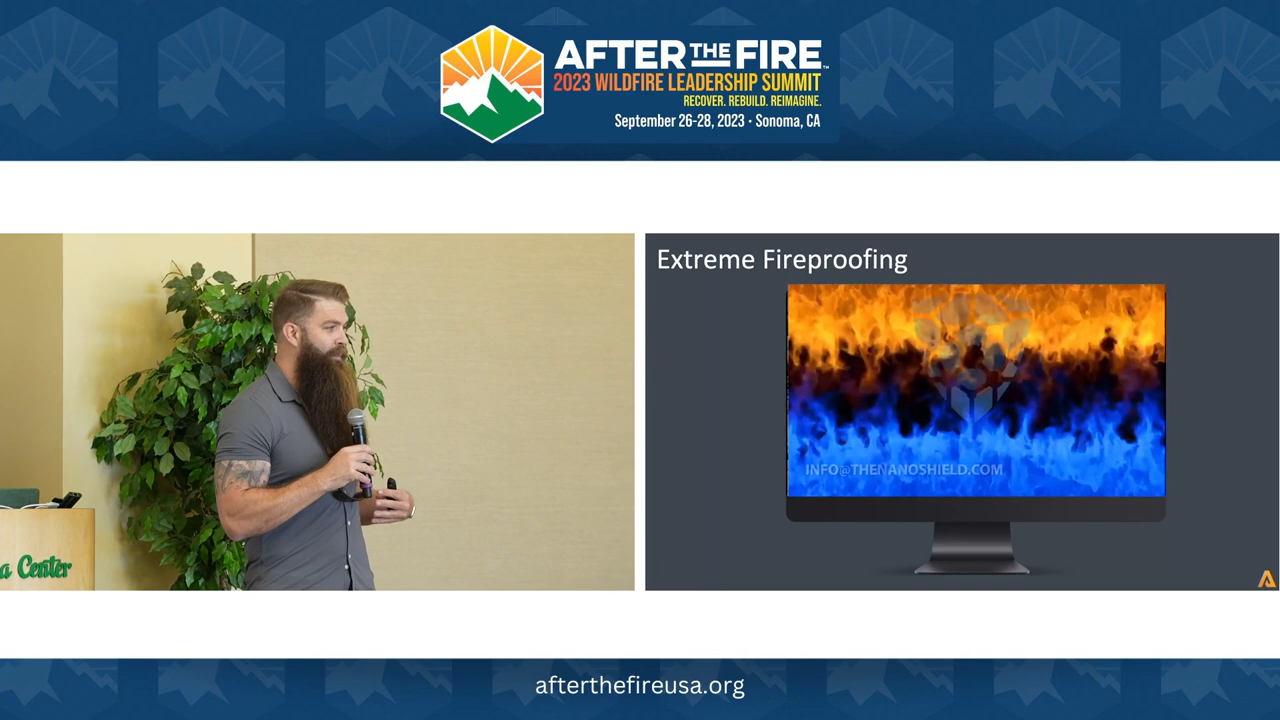 AFTER THE FIRE™
2023 WILDFIRE LEADERSHIP SUMMIT
RECOVER. REBUILD. REIMAGINE.
September 26-28, 2023 • Sonoma, CA
Extreme Fireproofing
INFO@THENANOSHIELD.COM
a Center
afterthefireusa.org